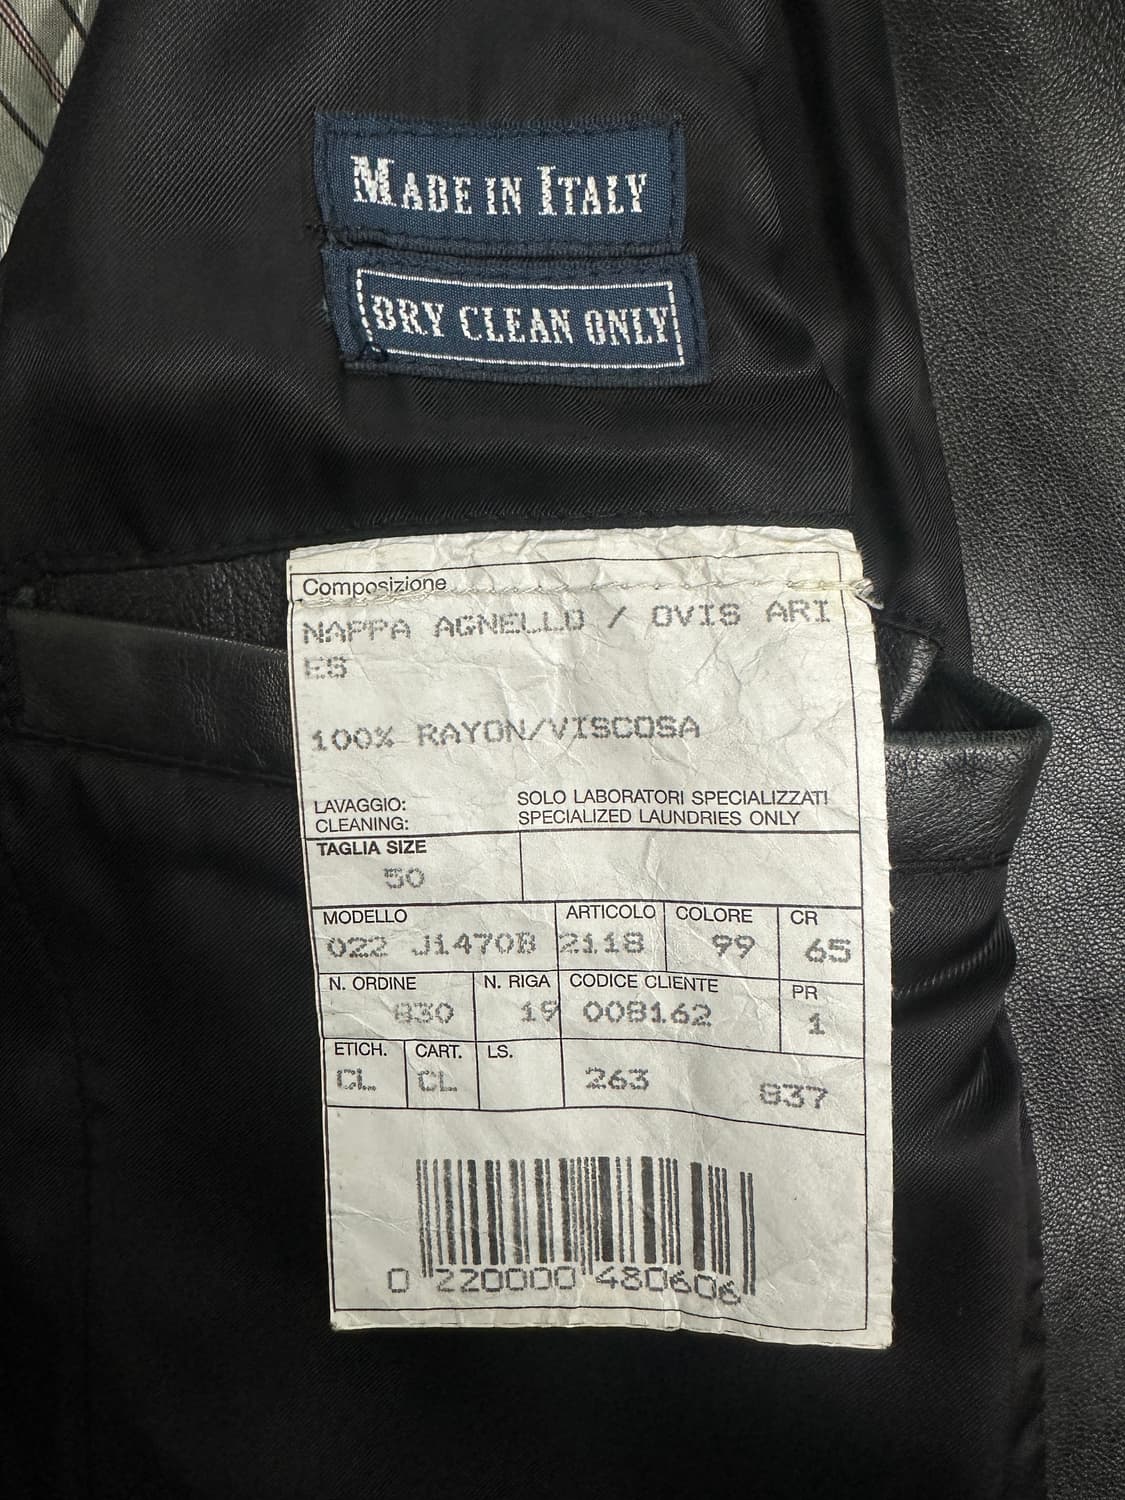 MADE IN ITALY
DRY CLEAN ONLY
Composizione
NAPPA AGNELLO / OVIS ARI
ES
100% RAYON/VISCOSA
LAVAGGIO: SOLO LABORATORI SPECIALIZZATI
CLEANING: SPECIALIZED LAUNDRIES ONLY
TAGLIA SIZE
50
MODELLO ARTICOLO COLORE CR
022 J1470B 2118 99 65
N. ORDINE N. RIGA CODICE CLIENTE PR
830 19 008162 1
ETICH. CART. LS.
CL CL 263 837
0 220000 480606